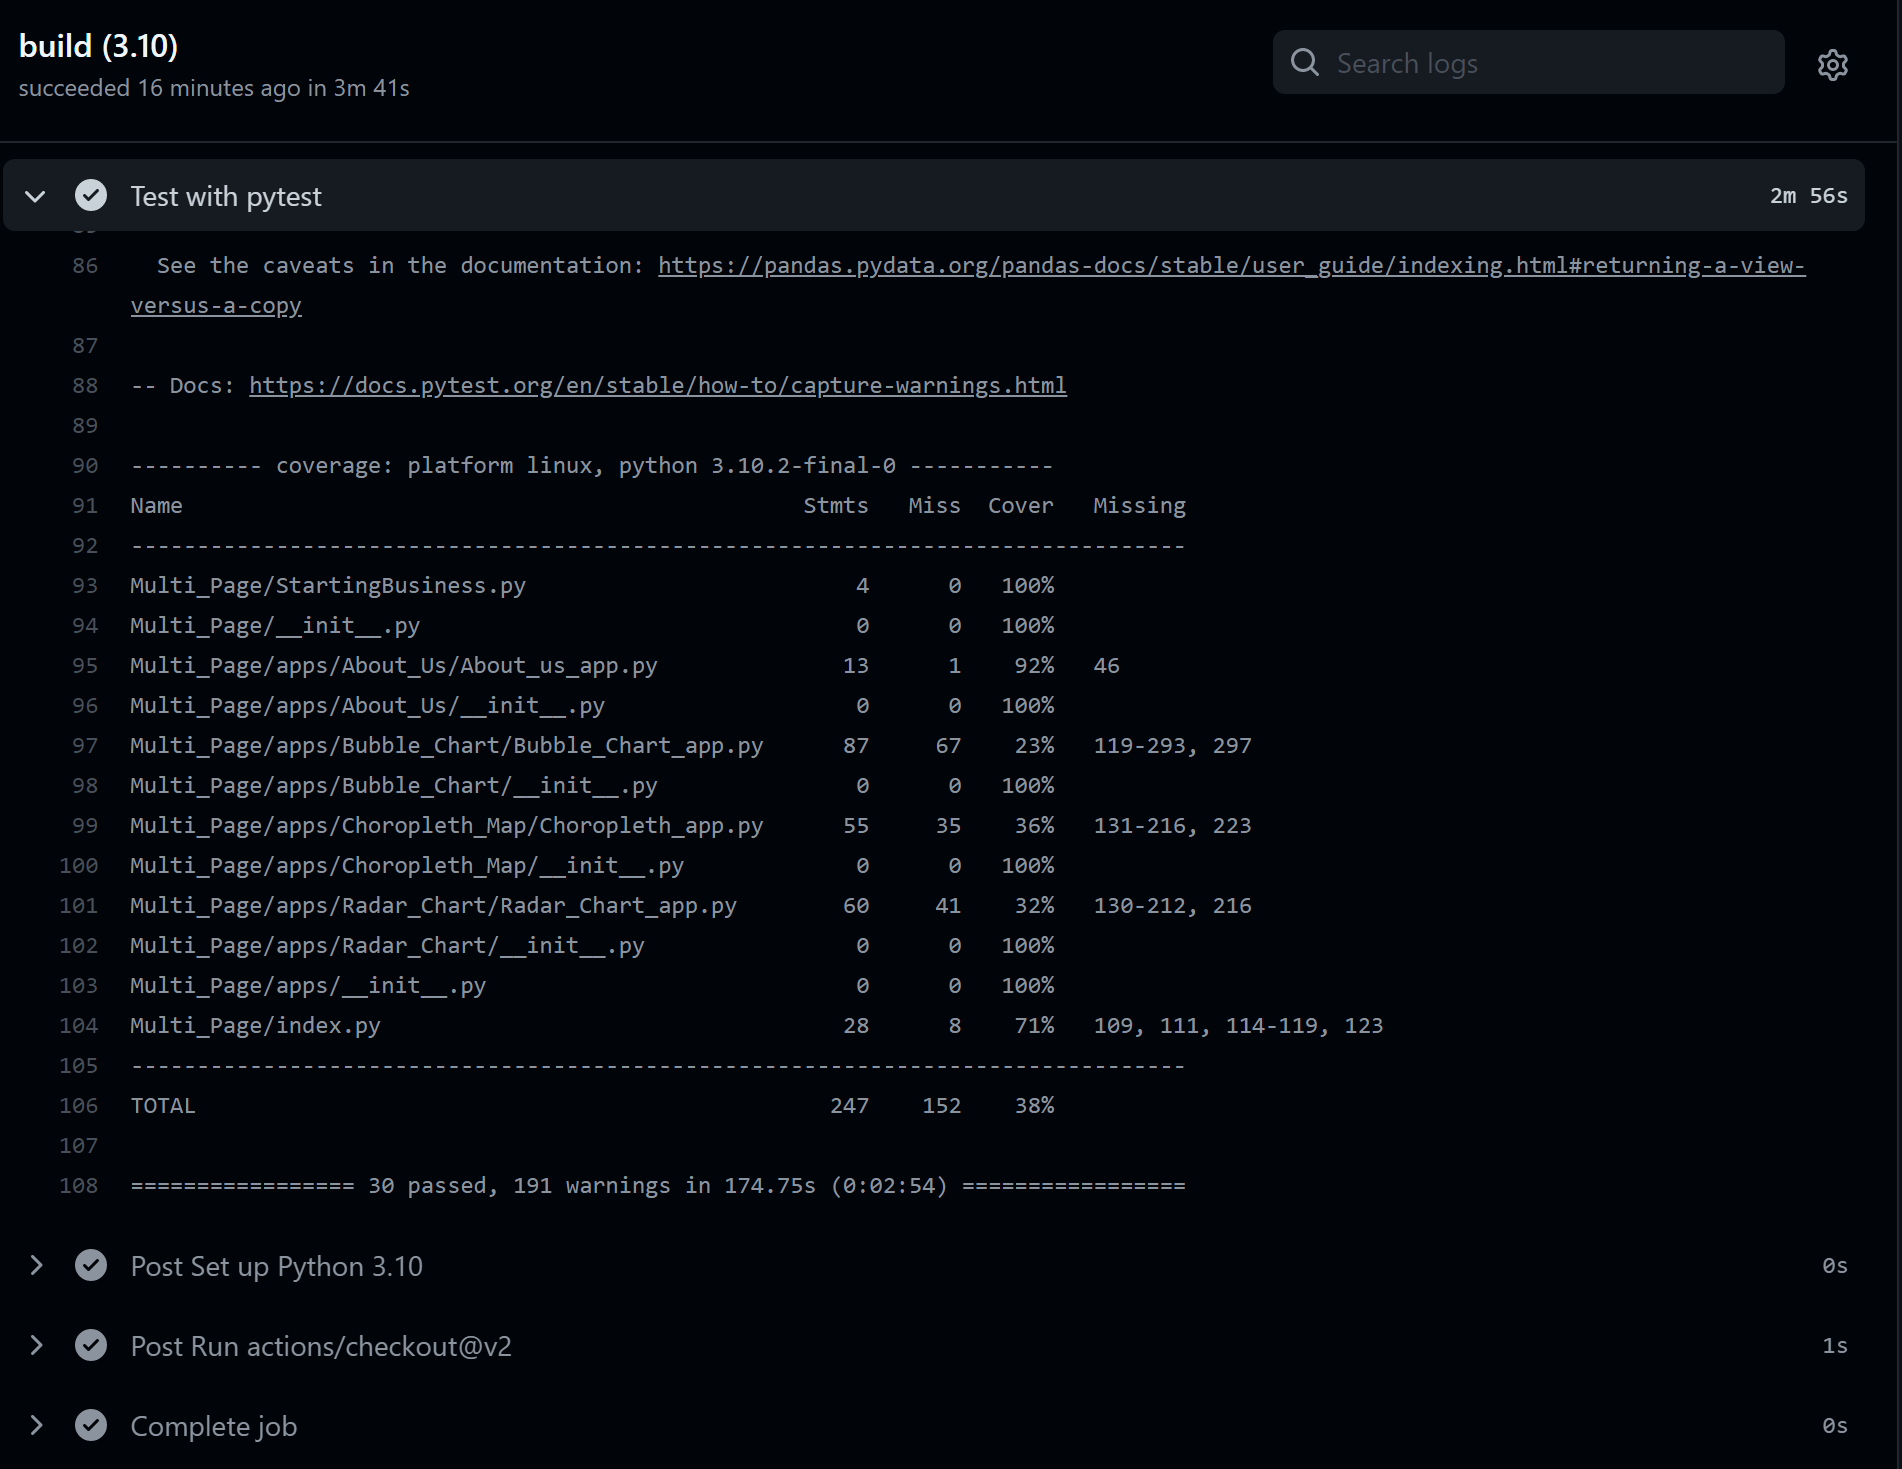 build (3.10)
succeeded 16 minutes ago in 3m 41s
Search logs
Test with pytest 2m 56s
86 See the caveats in the documentation: https://pandas.pydata.org/pandas-docs/stable/user_guide/indexing.html#returning-a-view-
versus-a-copy
87
88 -- Docs: https://docs.pytest.org/en/stable/how-to/capture-warnings.html
89
90 ---------- coverage: platform linux, python 3.10.2-final-0 -----------
91 Name Stmts Miss Cover Missing
92 --------------------------------------------------------------------------------
93 Multi_Page/StartingBusiness.py 4 0 100%
94 Multi_Page/__init__.py 0 0 100%
95 Multi_Page/apps/About_Us/About_us_app.py 13 1 92% 46
96 Multi_Page/apps/About_Us/__init__.py 0 0 100%
97 Multi_Page/apps/Bubble_Chart/Bubble_Chart_app.py 87 67 23% 119-293, 297
98 Multi_Page/apps/Bubble_Chart/__init__.py 0 0 100%
99 Multi_Page/apps/Choropleth_Map/Choropleth_app.py 55 35 36% 131-216, 223
100 Multi_Page/apps/Choropleth_Map/__init__.py 0 0 100%
101 Multi_Page/apps/Radar_Chart/Radar_Chart_app.py 60 41 32% 130-212, 216
102 Multi_Page/apps/Radar_Chart/__init__.py 0 0 100%
103 Multi_Page/apps/__init__.py 0 0 100%
104 Multi_Page/index.py 28 8 71% 109, 111, 114-119, 123
105 --------------------------------------------------------------------------------
106 TOTAL 247 152 38%
107
108 ================= 30 passed, 191 warnings in 174.75s (0:02:54) =================
Post Set up Python 3.10 0s
Post Run actions/checkout@v2 1s
Complete job 0s